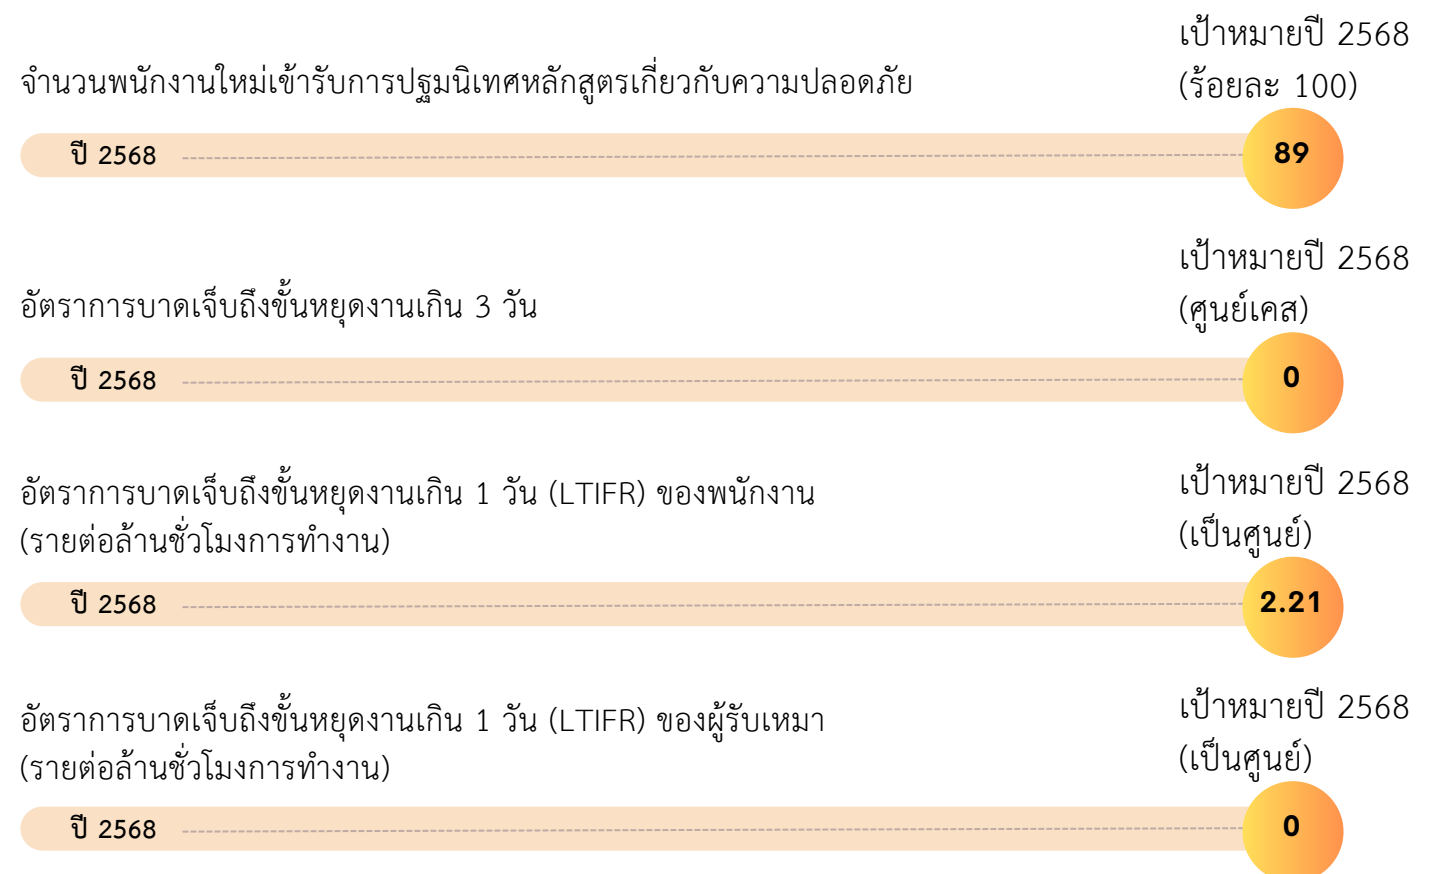 เป้าหมายปี 2568
(ร้อยละ 100)
จำนวนพนักงานใหม่เข้ารับการปฐมนิเทศหลักสูตรเกี่ยวกับความปลอดภัย
ปี 2568
89
เป้าหมายปี 2568
(ศูนย์เคส)
อัตราการบาดเจ็บถึงขั้นหยุดงานเกิน 3 วัน
ปี 2568
0
เป้าหมายปี 2568
(เป็นศูนย์)
อัตราการบาดเจ็บถึงขั้นหยุดงานเกิน 1 วัน (LTIFR) ของพนักงาน
(รายต่อล้านชั่วโมงการทำงาน)
ปี 2568
2.21
เป้าหมายปี 2568
(เป็นศูนย์)
อัตราการบาดเจ็บถึงขั้นหยุดงานเกิน 1 วัน (LTIFR) ของผู้รับเหมา
(รายต่อล้านชั่วโมงการทำงาน)
ปี 2568
0